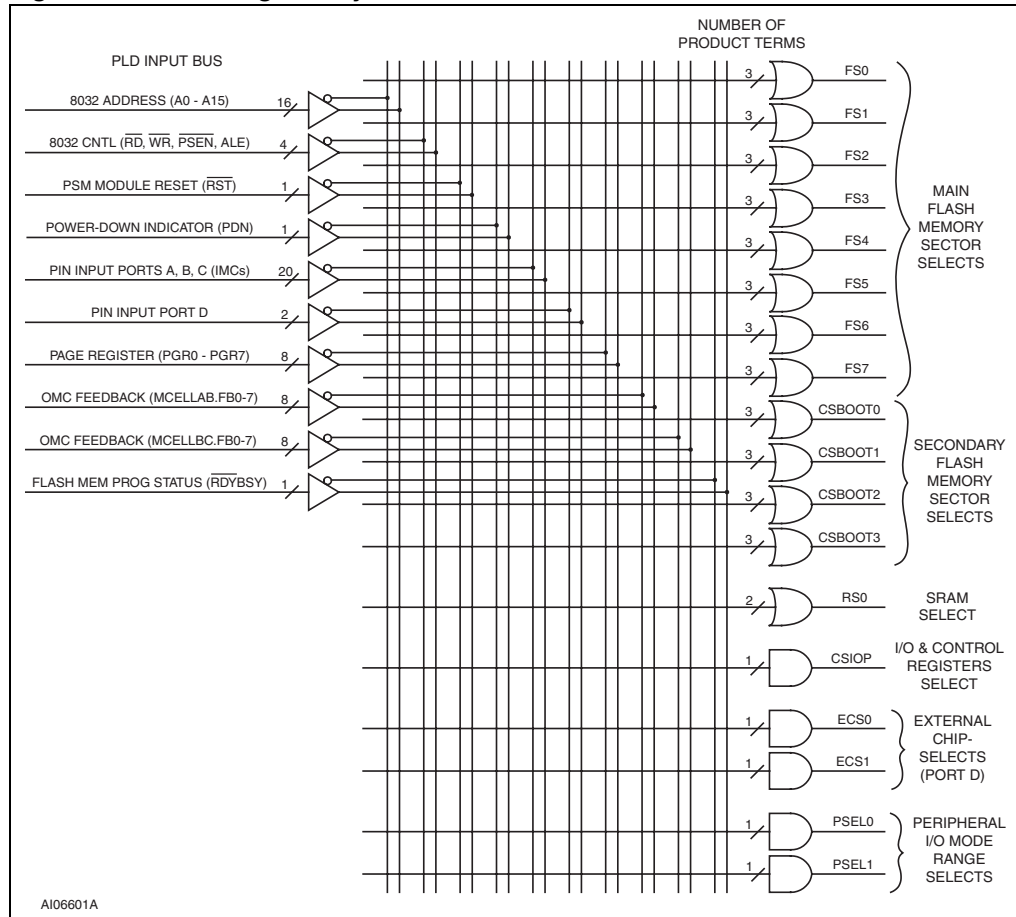 NUMBER OF
PRODUCT TERMS
PLD INPUT BUS
8032 ADDRESS (A0 - A15) 16
8032 CNTL (RD, WR, PSEN, ALE) 4
PSM MODULE RESET (RST) 1
POWER-DOWN INDICATOR (PDN) 1
PIN INPUT PORTS A, B, C (IMCs) 20
PIN INPUT PORT D 2
PAGE REGISTER (PGR0 - PGR7) 8
OMC FEEDBACK (MCELLAB.FB0-7) 8
OMC FEEDBACK (MCELLBC.FB0-7) 8
FLASH MEM PROG STATUS (RDYBSY) 1
3 FS0
3 FS1
3 FS2
3 FS3
3 FS4
3 FS5
3 FS6
3 FS7
MAIN
FLASH
MEMORY
SECTOR
SELECTS
3 CSBOOT0
3 CSBOOT1
3 CSBOOT2
3 CSBOOT3
SECONDARY
FLASH
MEMORY
SECTOR
SELECTS
2 RS0
SRAM
SELECT
1 CSIOP
I/O & CONTROL
REGISTERS
SELECT
1 ECS0
1 ECS1
EXTERNAL
CHIP-
SELECTS
(PORT D)
1 PSEL0
1 PSEL1
PERIPHERAL
I/O MODE
RANGE
SELECTS
AI06601A